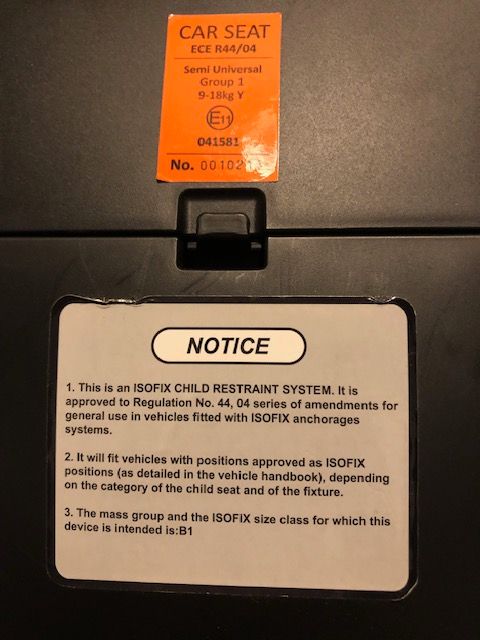 CAR SEAT
ECE R44/04
Semi Universal
Group 1
9-18kg Y
E11
041581
No.
NOTICE
1. This is an ISOFIX CHILD RESTRAINT SYSTEM. It is
approved to Regulation No. 44, 04 series of amendments for
general use in vehicles fitted with ISOFIX anchorages
systems.
2. It will fit vehicles with positions approved as ISOFIX
positions (as detailed in the vehicle handbook), depending
on the category of the child seat and of the fixture.
3. The mass group and the ISOFIX size class for which this
device is intended is:B1